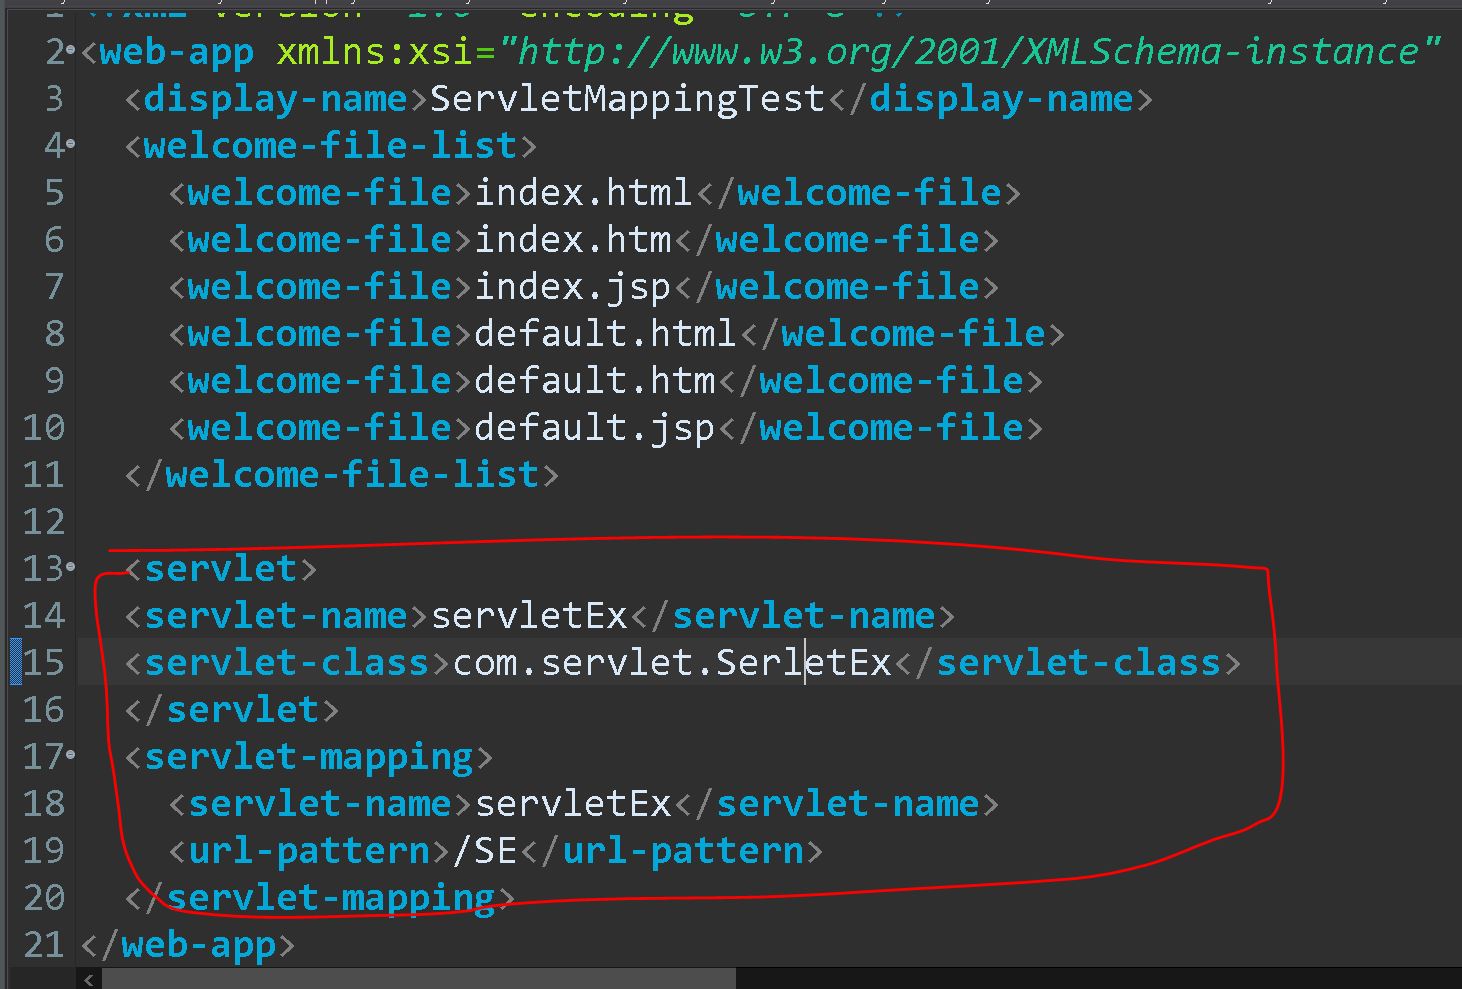 2 <web-app xmlns:xsi="http://www.w3.org/2001/XMLSchema-instance"
3 <display-name>ServletMappingTest</display-name>
4 <welcome-file-list>
5 <welcome-file>index.html</welcome-file>
6 <welcome-file>index.htm</welcome-file>
7 <welcome-file>index.jsp</welcome-file>
8 <welcome-file>default.html</welcome-file>
9 <welcome-file>default.htm</welcome-file>
10 <welcome-file>default.jsp</welcome-file>
11 </welcome-file-list>
12
13 <servlet>
14 <servlet-name>servletEx</servlet-name>
15 <servlet-class>com.servlet.SerletEx</servlet-class>
16 </servlet>
17 <servlet-mapping>
18 <servlet-name>servletEx</servlet-name>
19 <url-pattern>/SE</url-pattern>
20 </servlet-mapping>
21 </web-app>